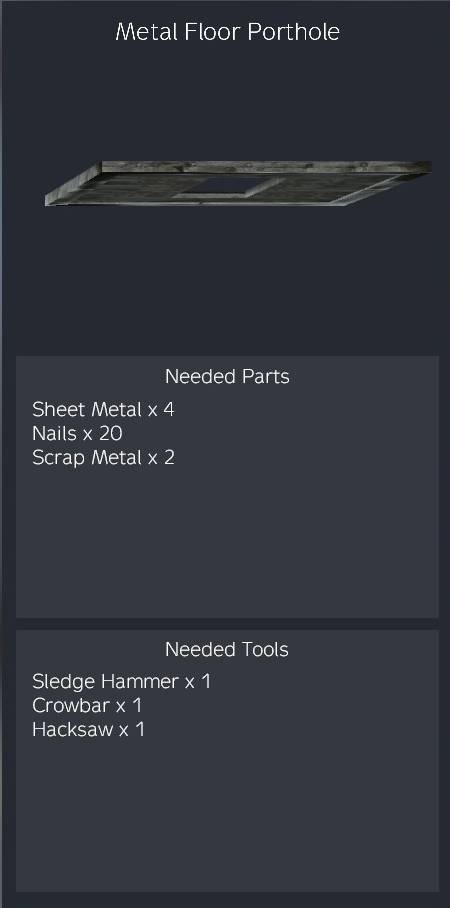 Metal Floor Porthole
Needed Parts
Sheet Metal x 4
Nails x 20
Scrap Metal x 2
Needed Tools
Sledge Hammer x 1
Crowbar x 1
Hacksaw x 1